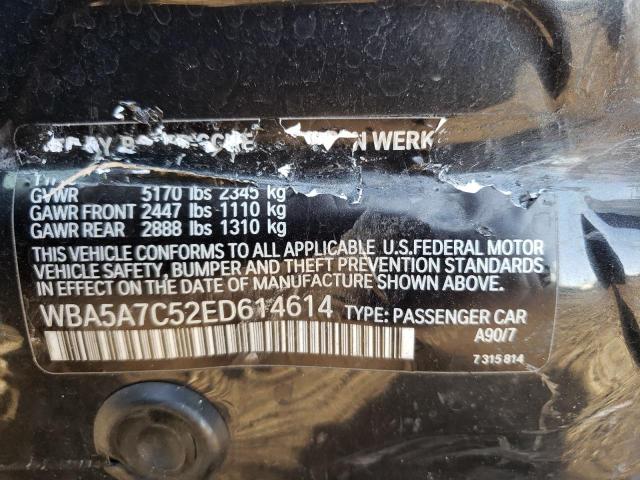 WERK
GVWR 5170 lbs 2345 kg
GAWR FRONT 2447 lbs 1110 kg
GAWR REAR 2888 lbs 1310 kg
THIS VEHICLE CONFORMS TO ALL APPLICABLE U.S.FEDERAL MOTOR
VEHICLE SAFETY, BUMPER AND THEFT PREVENTION STANDARDS
IN EFFECT ON THE DATE OF MANUFACTURE SHOWN ABOVE.
WBA5A7C52ED614614 TYPE: PASSENGER CAR
A90/7
7 315 814